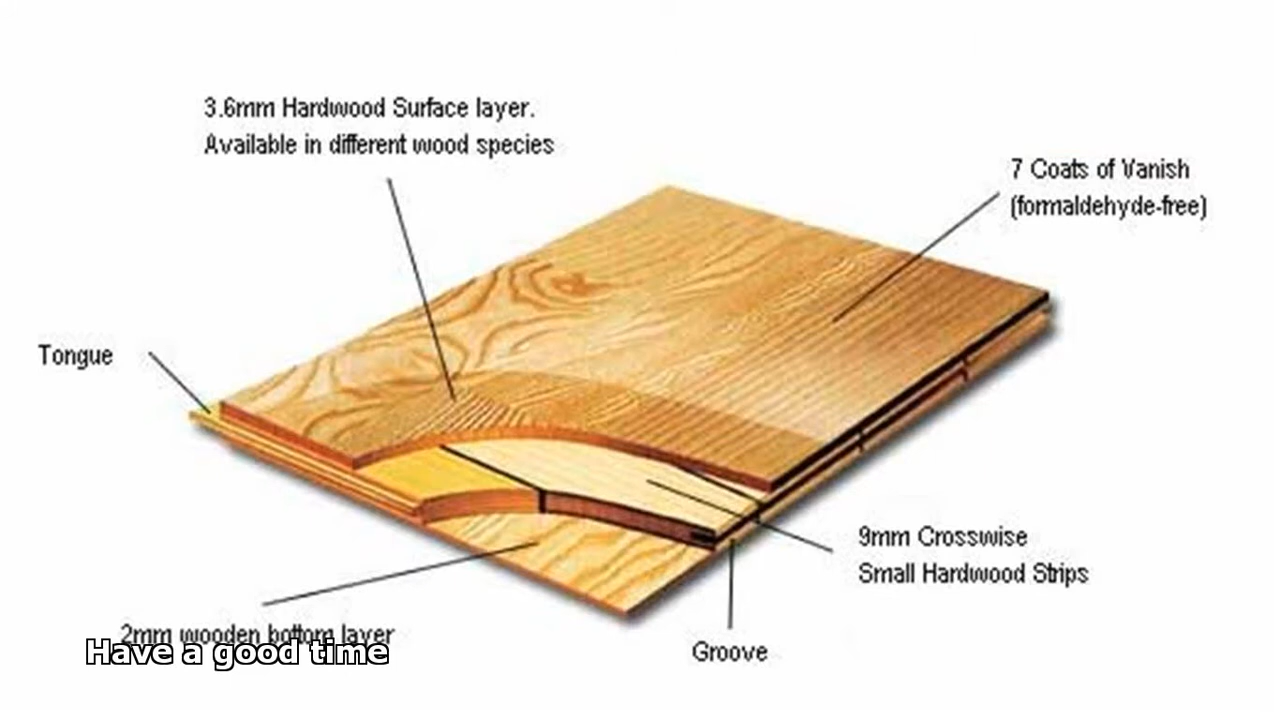 3.6mm Hardwood Surface layer.
Available in different wood species
7 Coats of Vanish
(formaldehyde-free)
Tongue
9mm Crosswise
Small Hardwood Strips
2mm wooden bottom layer
Have a good time
Groove